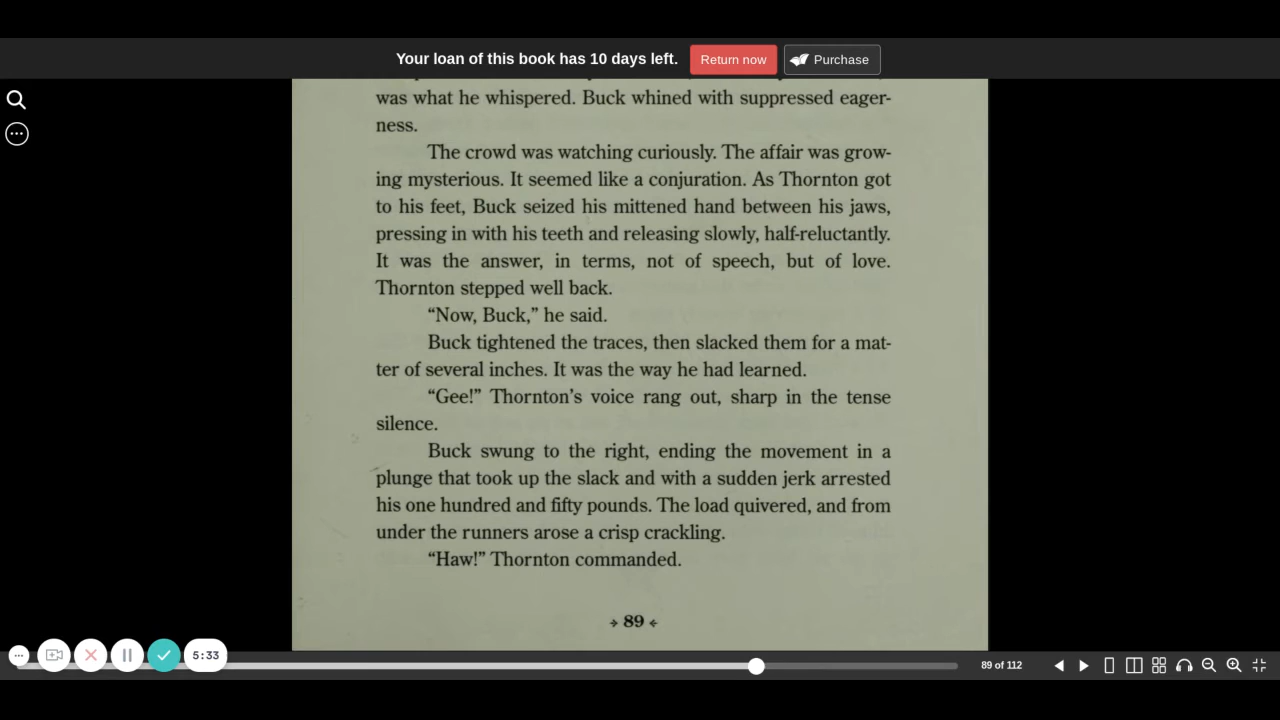 Your loan of this book has 10 days left. Return now Purchase
was what he whispered. Buck whined with suppressed eager-
ness.
The crowd was watching curiously. The affair was grow-
ing mysterious. It seemed like a conjuration. As Thornton got
to his feet, Buck seized his mittened hand between his jaws,
pressing in with his teeth and releasing slowly, half-reluctantly.
It was the answer, in terms, not of speech, but of love.
Thornton stepped well back.
“Now, Buck,” he said.
Buck tightened the traces, then slacked them for a mat-
ter of several inches. It was the way he had learned.
“Gee!” Thornton’s voice rang out, sharp in the tense
silence.
Buck swung to the right, ending the movement in a
plunge that took up the slack and with a sudden jerk arrested
his one hundred and fifty pounds. The load quivered, and from
under the runners arose a crisp crackling.
“Haw!” Thornton commanded.
89
5:33
89 of 112